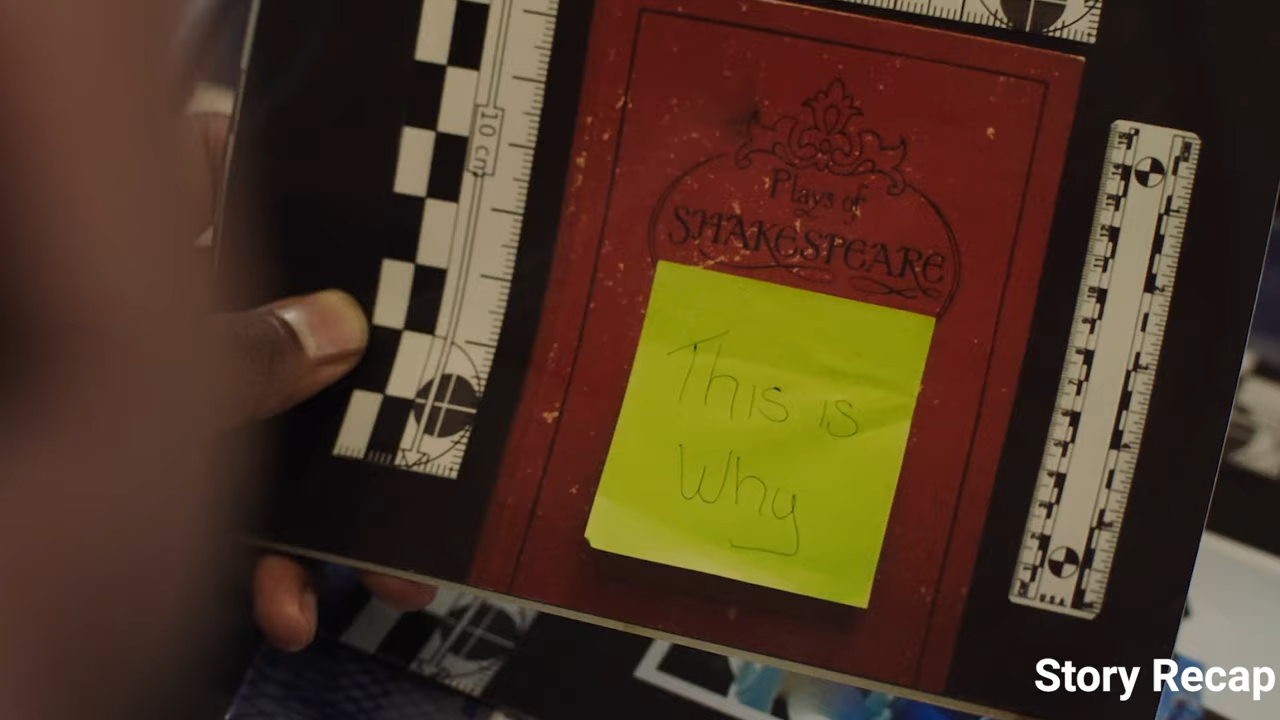 10 cm
Plays of
SHAKESPEARE
This is
Why
U.S.A.
Story Recap